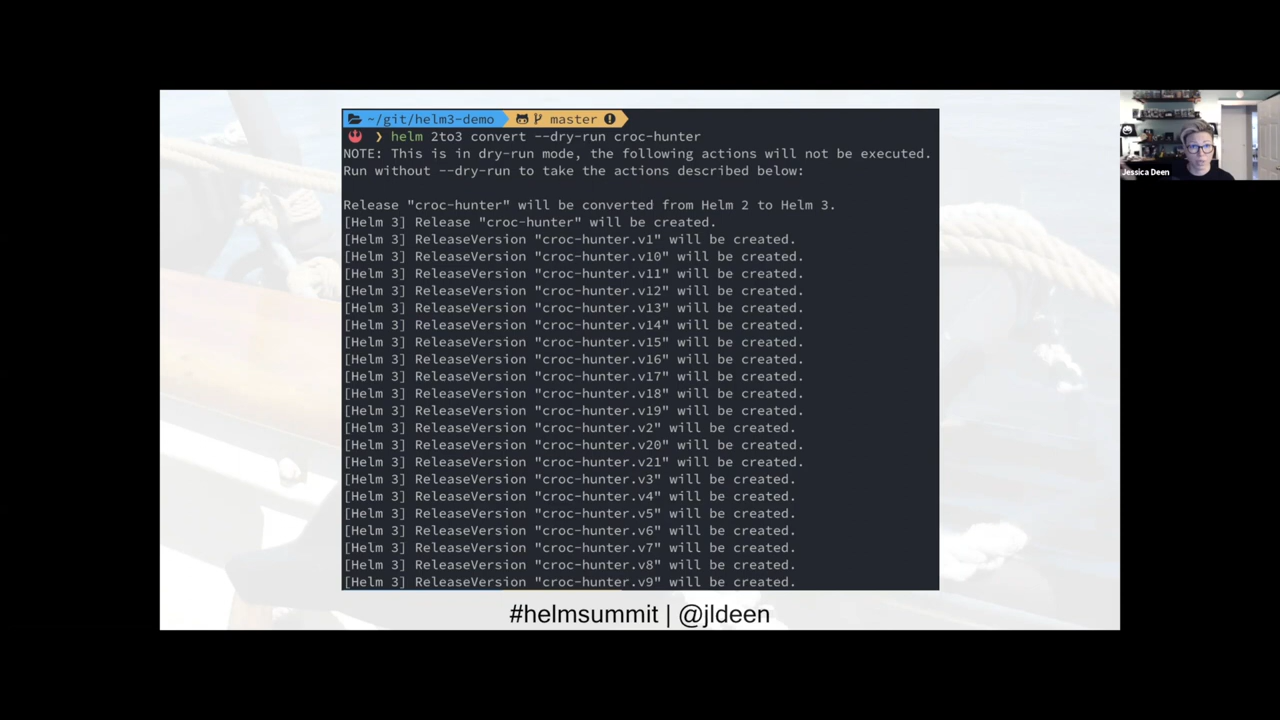 ~/git/helm3-demo master
❯ helm 2to3 convert --dry-run croc-hunter
NOTE: This is in dry-run mode, the following actions will not be executed.
Run without --dry-run to take the actions described below:
Release "croc-hunter" will be converted from Helm 2 to Helm 3.
[Helm 3] Release "croc-hunter" will be created.
[Helm 3] ReleaseVersion "croc-hunter.v1" will be created.
[Helm 3] ReleaseVersion "croc-hunter.v10" will be created.
[Helm 3] ReleaseVersion "croc-hunter.v11" will be created.
[Helm 3] ReleaseVersion "croc-hunter.v12" will be created.
[Helm 3] ReleaseVersion "croc-hunter.v13" will be created.
[Helm 3] ReleaseVersion "croc-hunter.v14" will be created.
[Helm 3] ReleaseVersion "croc-hunter.v15" will be created.
[Helm 3] ReleaseVersion "croc-hunter.v16" will be created.
[Helm 3] ReleaseVersion "croc-hunter.v17" will be created.
[Helm 3] ReleaseVersion "croc-hunter.v18" will be created.
[Helm 3] ReleaseVersion "croc-hunter.v19" will be created.
[Helm 3] ReleaseVersion "croc-hunter.v2" will be created.
[Helm 3] ReleaseVersion "croc-hunter.v20" will be created.
[Helm 3] ReleaseVersion "croc-hunter.v21" will be created.
[Helm 3] ReleaseVersion "croc-hunter.v3" will be created.
[Helm 3] ReleaseVersion "croc-hunter.v4" will be created.
[Helm 3] ReleaseVersion "croc-hunter.v5" will be created.
[Helm 3] ReleaseVersion "croc-hunter.v6" will be created.
[Helm 3] ReleaseVersion "croc-hunter.v7" will be created.
[Helm 3] ReleaseVersion "croc-hunter.v8" will be created.
[Helm 3] ReleaseVersion "croc-hunter.v9" will be created.
#helmsummit | @jldeen
Jessica Deen